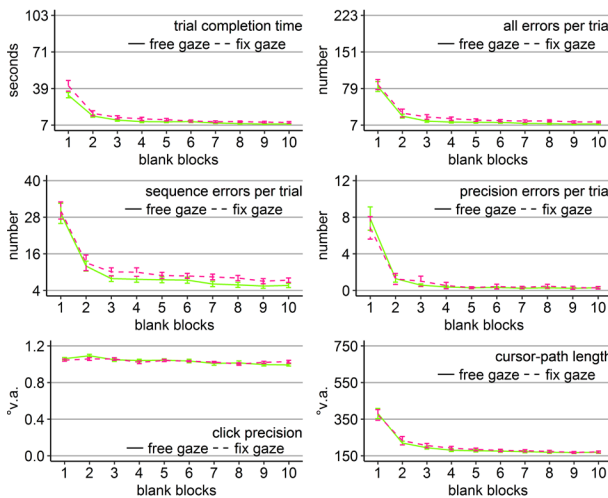 trial completion time
free gaze fix gaze
103
71
39
7
seconds
1 2 3 4 5 6 7 8 9 10
blank blocks
all errors per trial
free gaze fix gaze
223
151
79
7
number
1 2 3 4 5 6 7 8 9 10
blank blocks
sequence errors per trial
free gaze fix gaze
40
28
16
4
number
1 2 3 4 5 6 7 8 9 10
blank blocks
precision errors per trial
free gaze fix gaze
12
8
4
0
number
1 2 3 4 5 6 7 8 9 10
blank blocks
1.2
0.8
0.4
0.0
°v.a.
free gaze fix gaze
click precision
1 2 3 4 5 6 7 8 9 10
blank blocks
cursor-path length
free gaze fix gaze
750
550
350
150
°v.a.
1 2 3 4 5 6 7 8 9 10
blank blocks